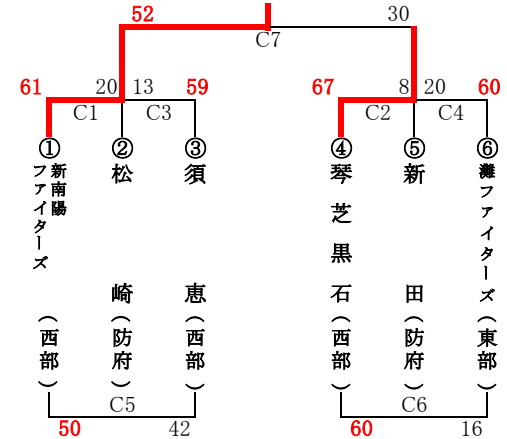 52 30
C7
61 20 13 59 67 8 20 60
C1 C3 C2 C4
① ② ③ ④ ⑤ ⑥
新南陽ファイターズ（西部）
松崎（防府）
須恵（西部）
琴芝黒石（西部）
新田（防府）
灘ファイターズ（東部）
C5 C6
50 42 60 16